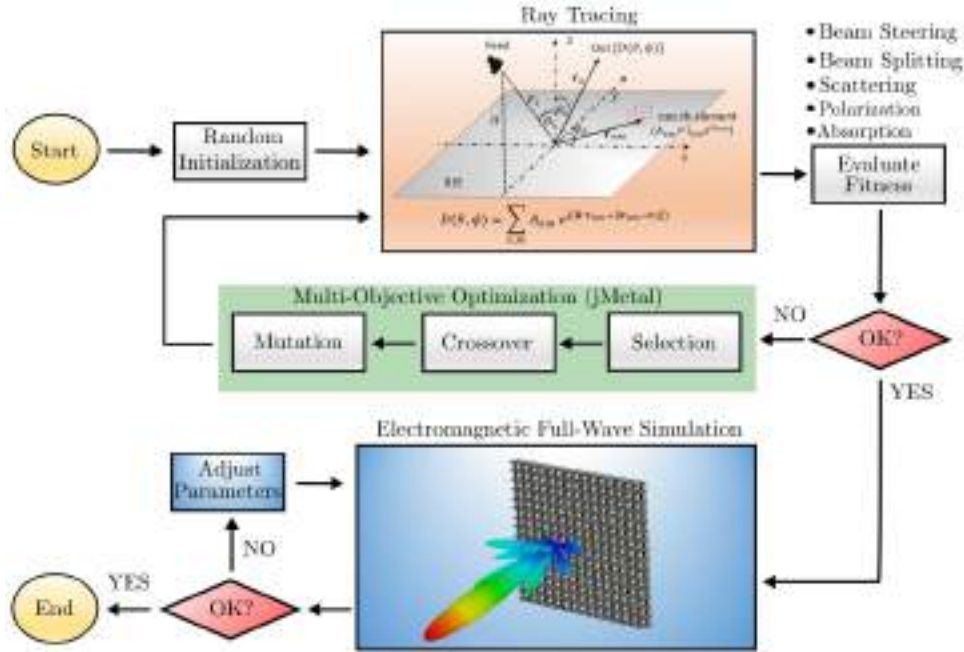 Ray Tracing
• Beam Steering
• Beam Splitting
• Scattering
• Polarization
• Absorption
Start
Random
Initialization
Feed
Evaluate
Fitness
Multi-Objective Optimization (jMetal)
Mutation
Crossover
Selection
NO
OK?
YES
Electromagnetic Full-Wave Simulation
Adjust
Parameters
NO
YES
End
OK?